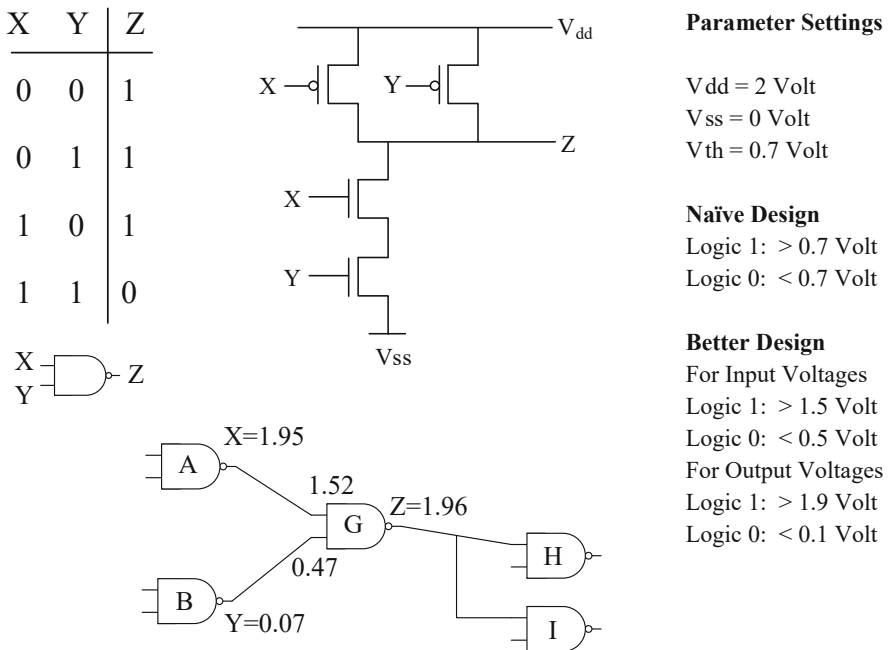 X Y Z
0 0 1
0 1 1
1 0 1
1 1 0
X
Y
Z
Vdd
X
Y
Z
X
Y
Vss
Parameter Settings
Vdd = 2 Volt
Vss = 0 Volt
Vth = 0.7 Volt
Naïve Design
Logic 1: > 0.7 Volt
Logic 0: < 0.7 Volt
Better Design
For Input Voltages
Logic 1: > 1.5 Volt
Logic 0: < 0.5 Volt
For Output Voltages
Logic 1: > 1.9 Volt
Logic 0: < 0.1 Volt
X=1.95
A
1.52
Z=1.96
G
H
0.47
B
Y=0.07
I